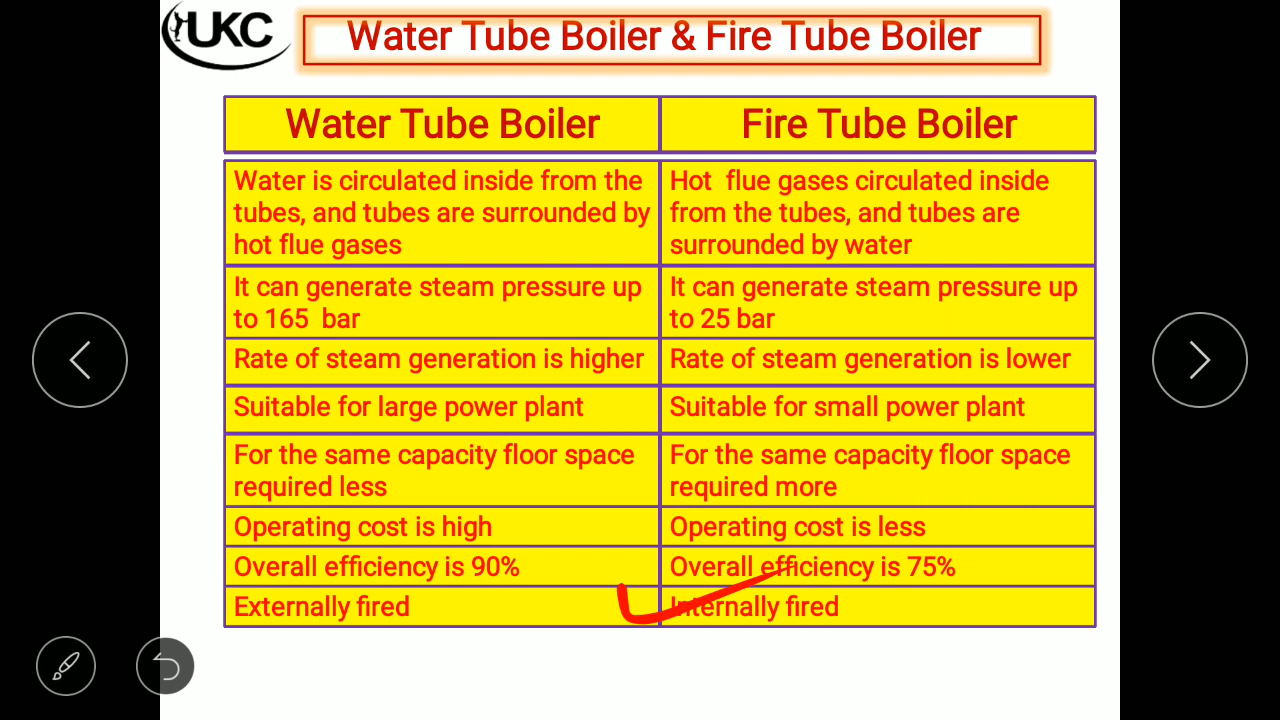 UKC
Water Tube Boiler & Fire Tube Boiler
Water Tube Boiler
Fire Tube Boiler
Water is circulated inside from the
tubes, and tubes are surrounded by
hot flue gases
Hot flue gases circulated inside
from the tubes, and tubes are
surrounded by water
It can generate steam pressure up
to 165 bar
It can generate steam pressure up
to 25 bar
Rate of steam generation is higher
Rate of steam generation is lower
Suitable for large power plant
Suitable for small power plant
For the same capacity floor space
required less
For the same capacity floor space
required more
Operating cost is high
Operating cost is less
Overall efficiency is 90%
Overall efficiency is 75%
Externally fired
Internally fired